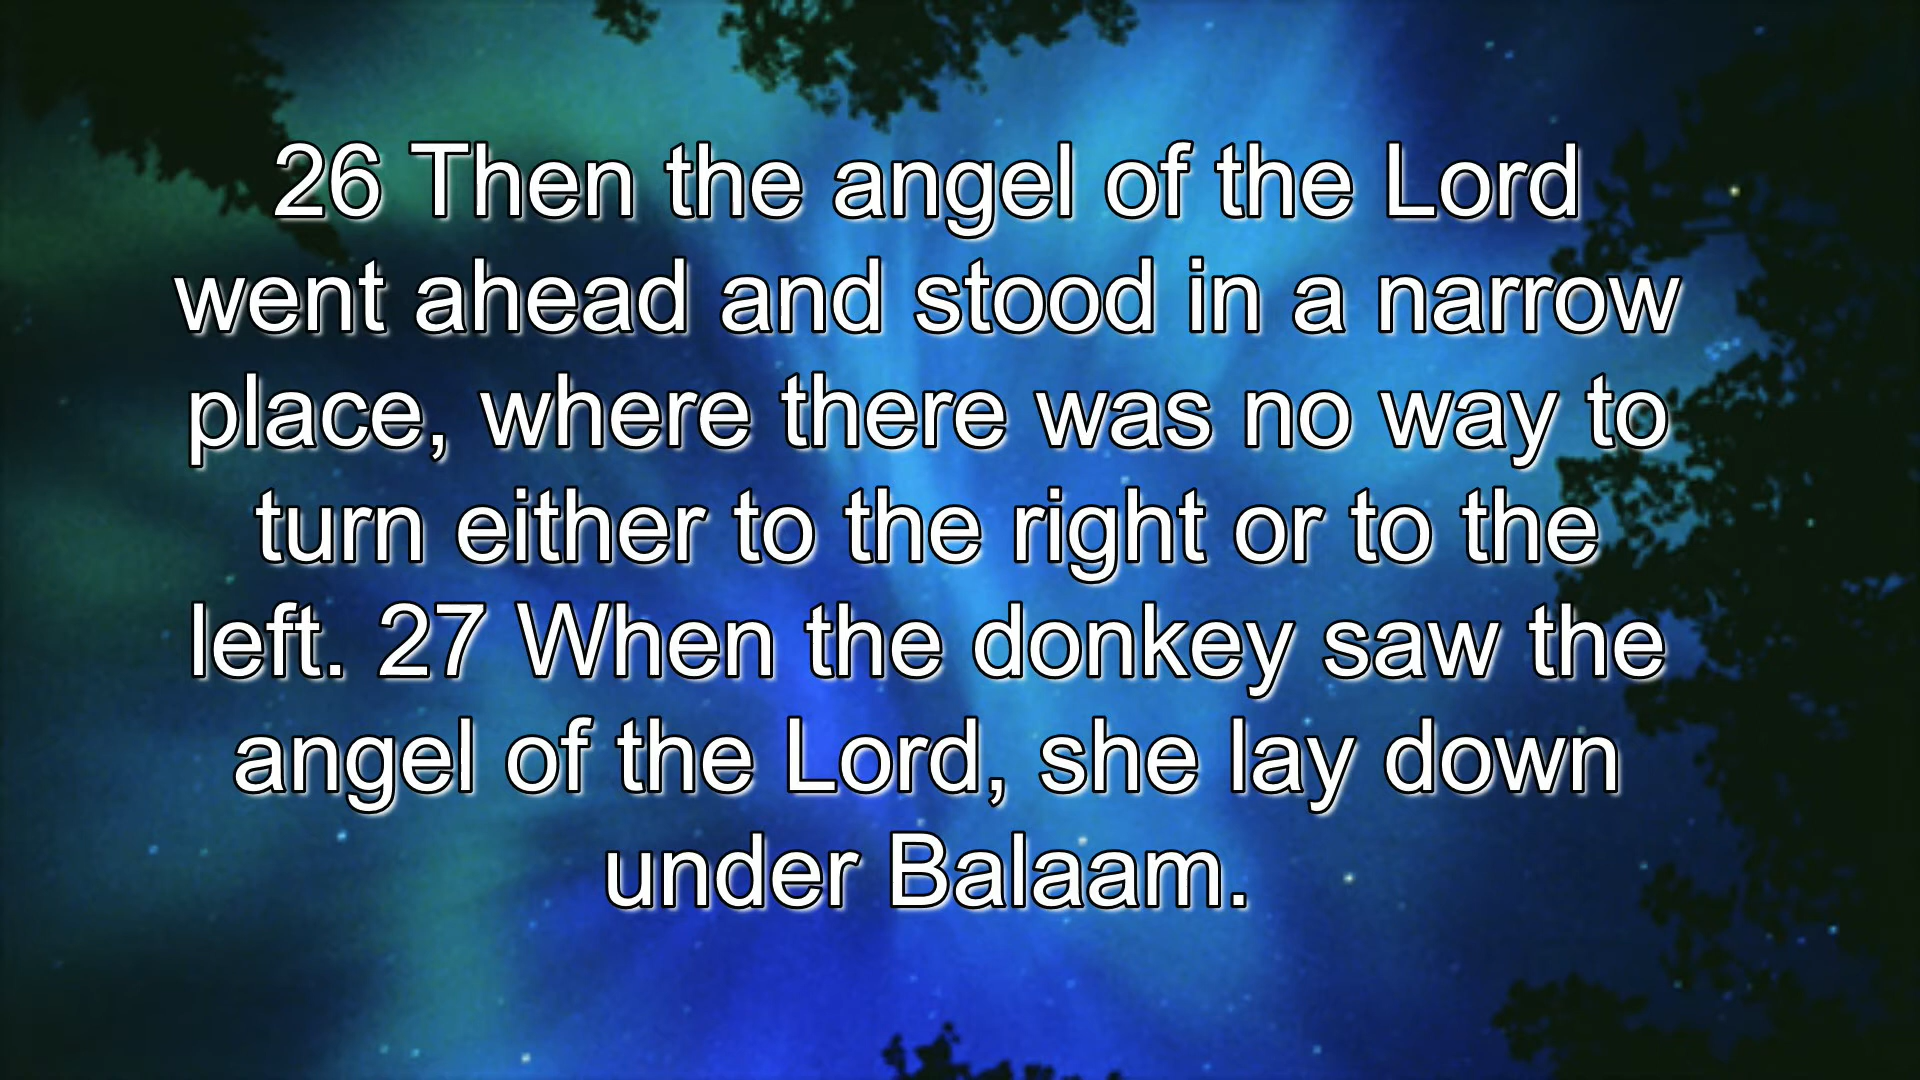 26 Then the angel of the Lord
went ahead and stood in a narrow
place, where there was no way to
turn either to the right or to the
left. 27 When the donkey saw the
angel of the Lord, she lay down
under Balaam.